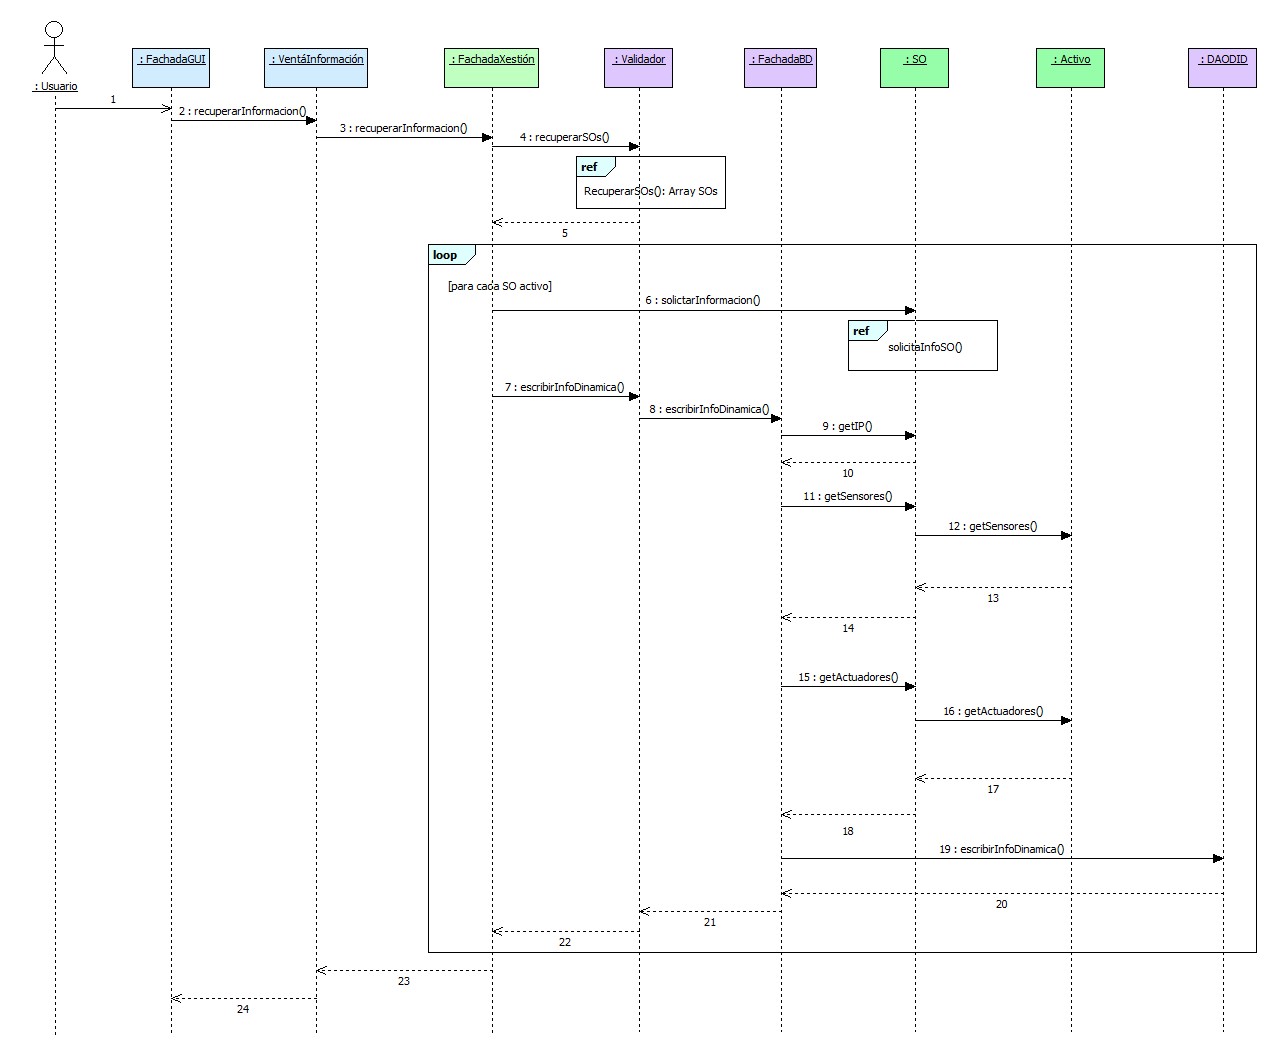 : Usuario
: FachadaGUI
: VentáInformación
: FachadaXestión
: Validador
: FachadaBD
: SO
: Activo
: DAODID
1
2 : recuperarInformacion()
3 : recuperarInformacion()
4 : recuperarSOs()
ref
RecuperarSOs(): Array SOs
5
loop
[para cada SO activo]
6 : solictarInformacion()
ref
solicitaInfoSO()
7 : escribirInfoDinamica()
8 : escribirInfoDinamica()
9 : getIP()
10
11 : getSensores()
12 : getSensores()
13
14
15 : getActuadores()
16 : getActuadores()
17
18
19 : escribirInfoDinamica()
20
21
22
23
24